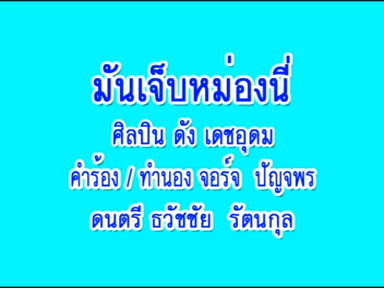 มันเจ็บหม่องนี่
ศิลปิน ดัง เดชอุดม
คำร้อง / ทำนอง จอร์จ ปัญจพร
ดนตรี ธวัชชัย รัตนกุล